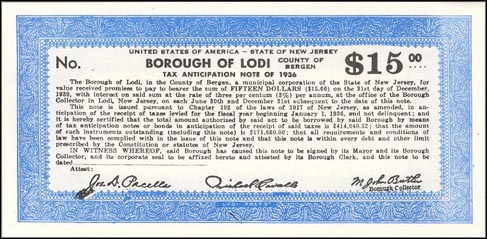 UNITED STATES OF AMERICA — STATE OF NEW JERSEY
No. BOROUGH OF LODI COUNTY OF BERGEN $15.00
TAX ANTICIPATION NOTE OF 1936
The Borough of Lodi, in the County of Bergen, a municipal corporation of the State of New Jersey, for
value received promises to pay to bearer the sum of FIFTEEN DOLLARS ($15.00) on the 31st day of December,
1939, with interest on said sum at the rate of three per centum (3%) per annum, at the office of the Borough
Collector in Lodi, New Jersey, on each June 30th and December 31st subsequent to the date of this note.
This note is issued pursuant to Chapter 192 of the laws of 1917 of New Jersey, as amended, in an-
ticipation of the receipt of taxes levied for the fiscal year beginning January 1, 1936, and not delinquent; and
it is hereby certified that the total amount authorized by said act to be borrowed by said Borough by means
of tax anticipation notes or bonds in anticipation of the receipt of said taxes is $414,040.32; that the amount
of such instruments outstanding (including this note) is $171,660.00; that all requirements and conditions of
law have been complied with in the issue of this note and that this note is within every debt and other limit
prescribed by the Constitution or statutes of New Jersey.
IN WITNESS WHEREOF, said Borough has caused this note to be signed by its Mayor and its Borough
Collector, and its corporate seal to be affixed hereto and attested by its Borough Clerk, and this note to be
dated
Attest:
Jos. D. Pacella
M. John Butler
Borough Collector